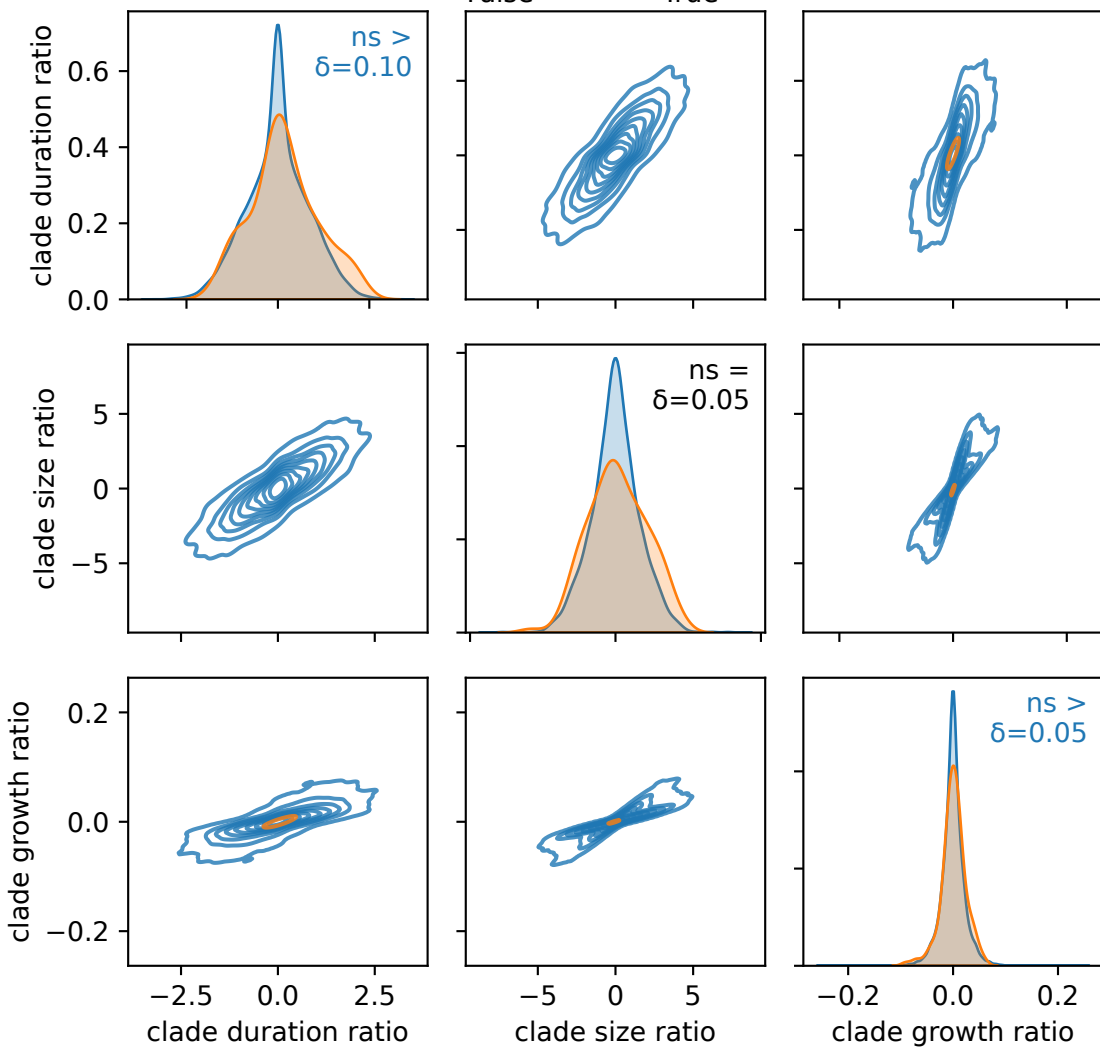 True
clade duration ratio
0.6
0.4
0.2
0.0
ns >
δ=0.10
clade size ratio
5
0
−5
ns =
δ=0.05
clade growth ratio
0.2
0.0
−0.2
ns >
δ=0.05
−2.5 0.0 2.5
−5 0 5
−0.2 0.0 0.2
clade duration ratio
clade size ratio
clade growth ratio